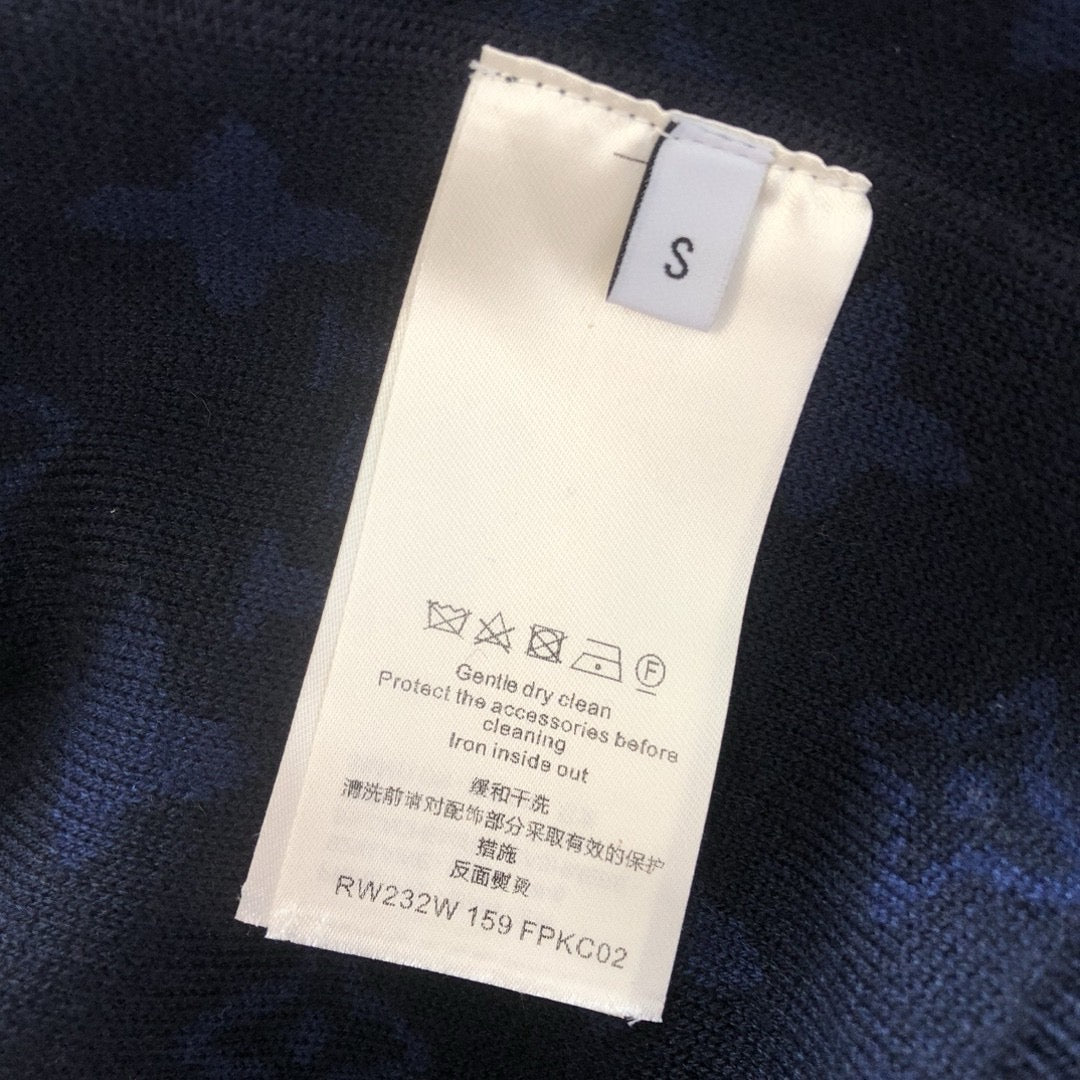 S
F
Gentle dry clean
Protect the accessories before
cleaning
Iron inside out
缓和干洗
清洗前请对配饰部分采取有效的保护
措施
反面熨烫
RW232W 159 FPKC02